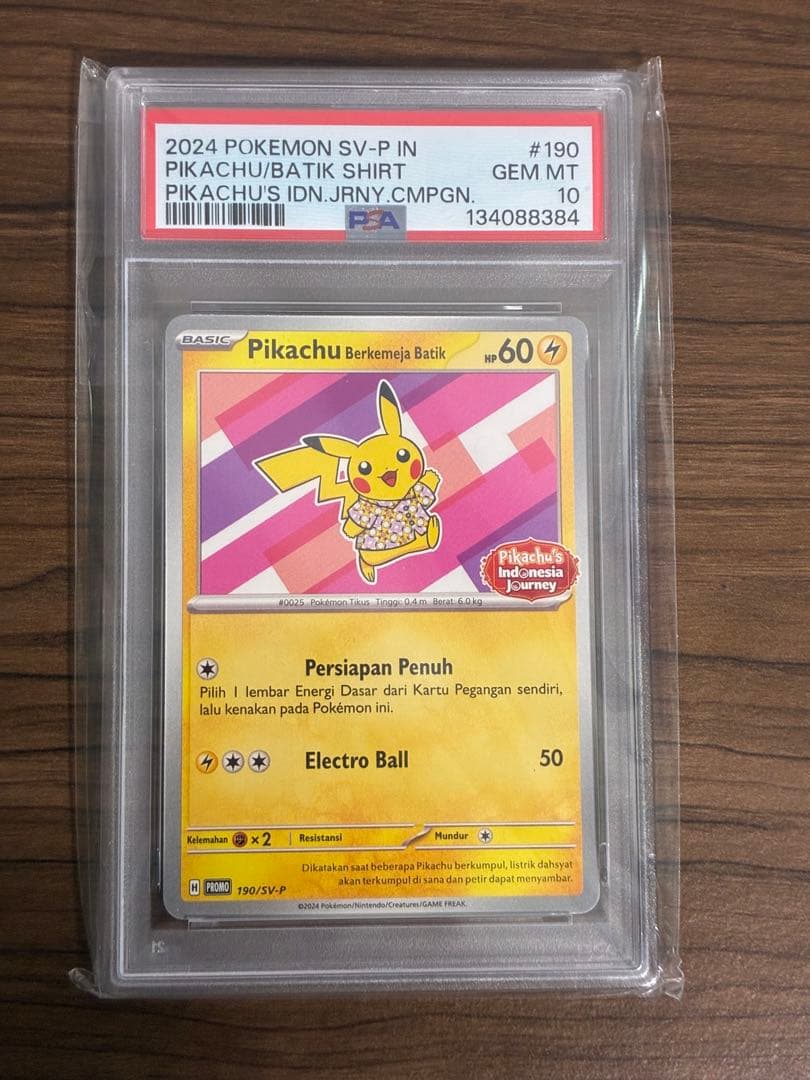 2024 POKEMON SV-P IN #190
PIKACHU/BATIK SHIRT GEM MT
PIKACHU'S IDN.JRNY.CMPGN. 10
PSA 134088384
BASIC Pikachu Berkemeja Batik HP 60
Pikachu's
Indonesia
Journey
#0025 Pokémon Tikus Tinggi: 0.4 m Berat: 6.0 kg
Persiapan Penuh
Pilih 1 lembar Energi Dasar dari Kartu Pegangan sendiri,
lalu kenakan pada Pokémon ini.
Electro Ball 50
Kelemahan ×2 Resistansi Mundur
Dikatakan saat beberapa Pikachu berkumpul, listrik dahsyat
akan terkumpul di sana dan petir dapat menyambar.
H PROMO 190/SV-P
©2024 Pokémon/Nintendo/Creatures/GAME FREAK.